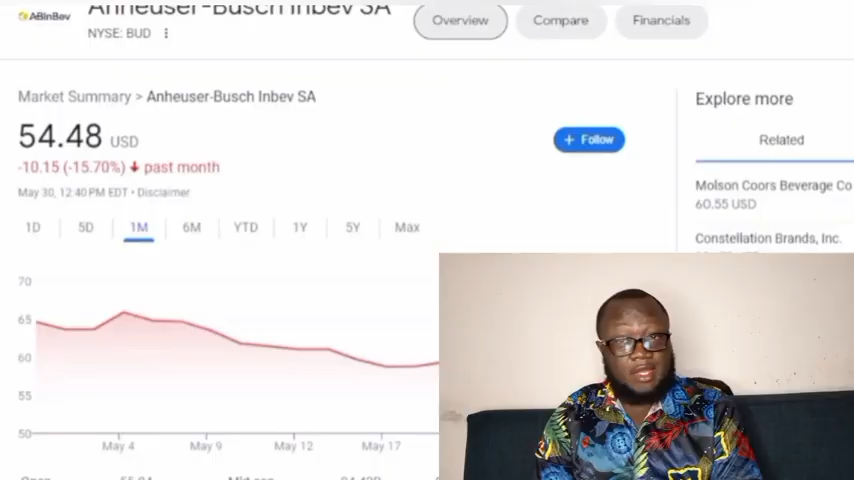 ABInBev
Anheuser-Busch Inbev SA
NYSE: BUD
Overview
Compare
Financials
Market Summary > Anheuser-Busch Inbev SA
54.48 USD
-10.15 (-15.70%) past month
May 30, 12:40 PM EDT • Disclaimer
+ Follow
1D
5D
1M
6M
YTD
1Y
5Y
Max
70
65
60
55
50
May 4
May 9
May 12
May 17
Explore more
Related
Molson Coors Beverage Co
60.55 USD
Constellation Brands, Inc.